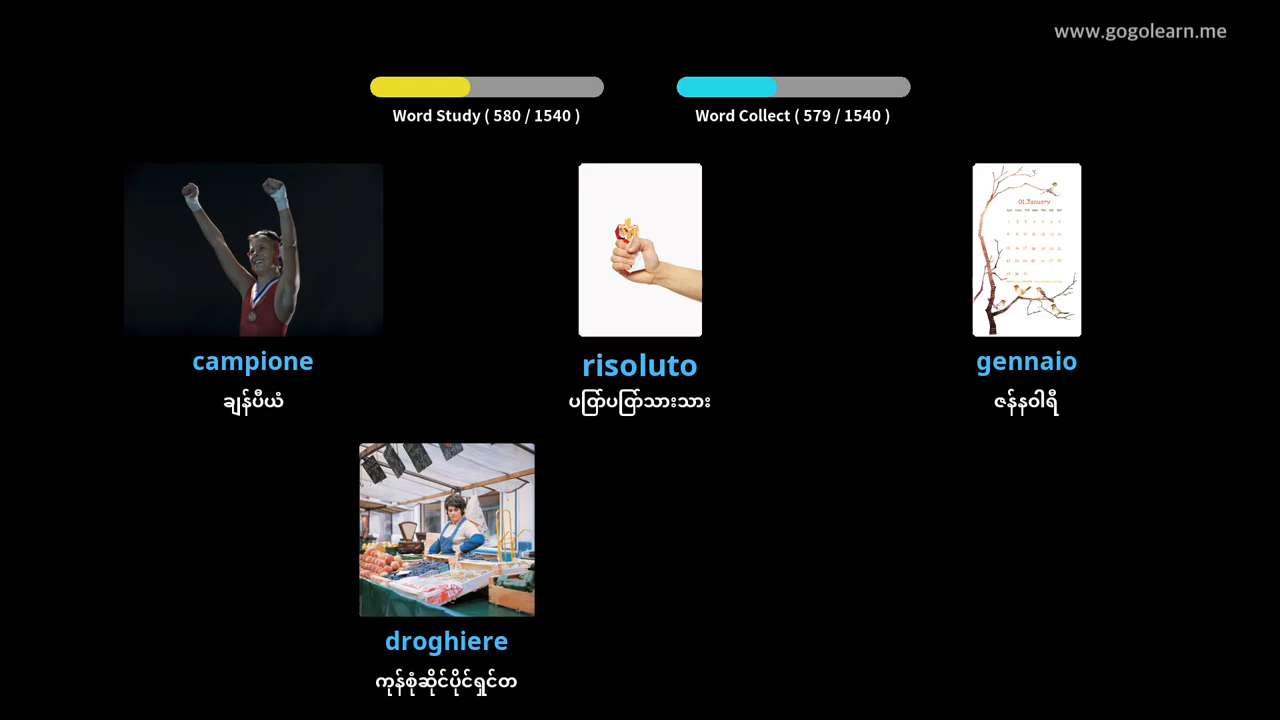 www.gogolearn.me
Word Study ( 580 / 1540 )
Word Collect ( 579 / 1540 )
01.January
campione
risoluto
gennaio
ချန်ပီယံ
ပတ်ြပတ်ြသားသား
ဇန်နဝါရီ
droghiere
ကုန်စုံဆိုင်ပိုင်ရှင်တ